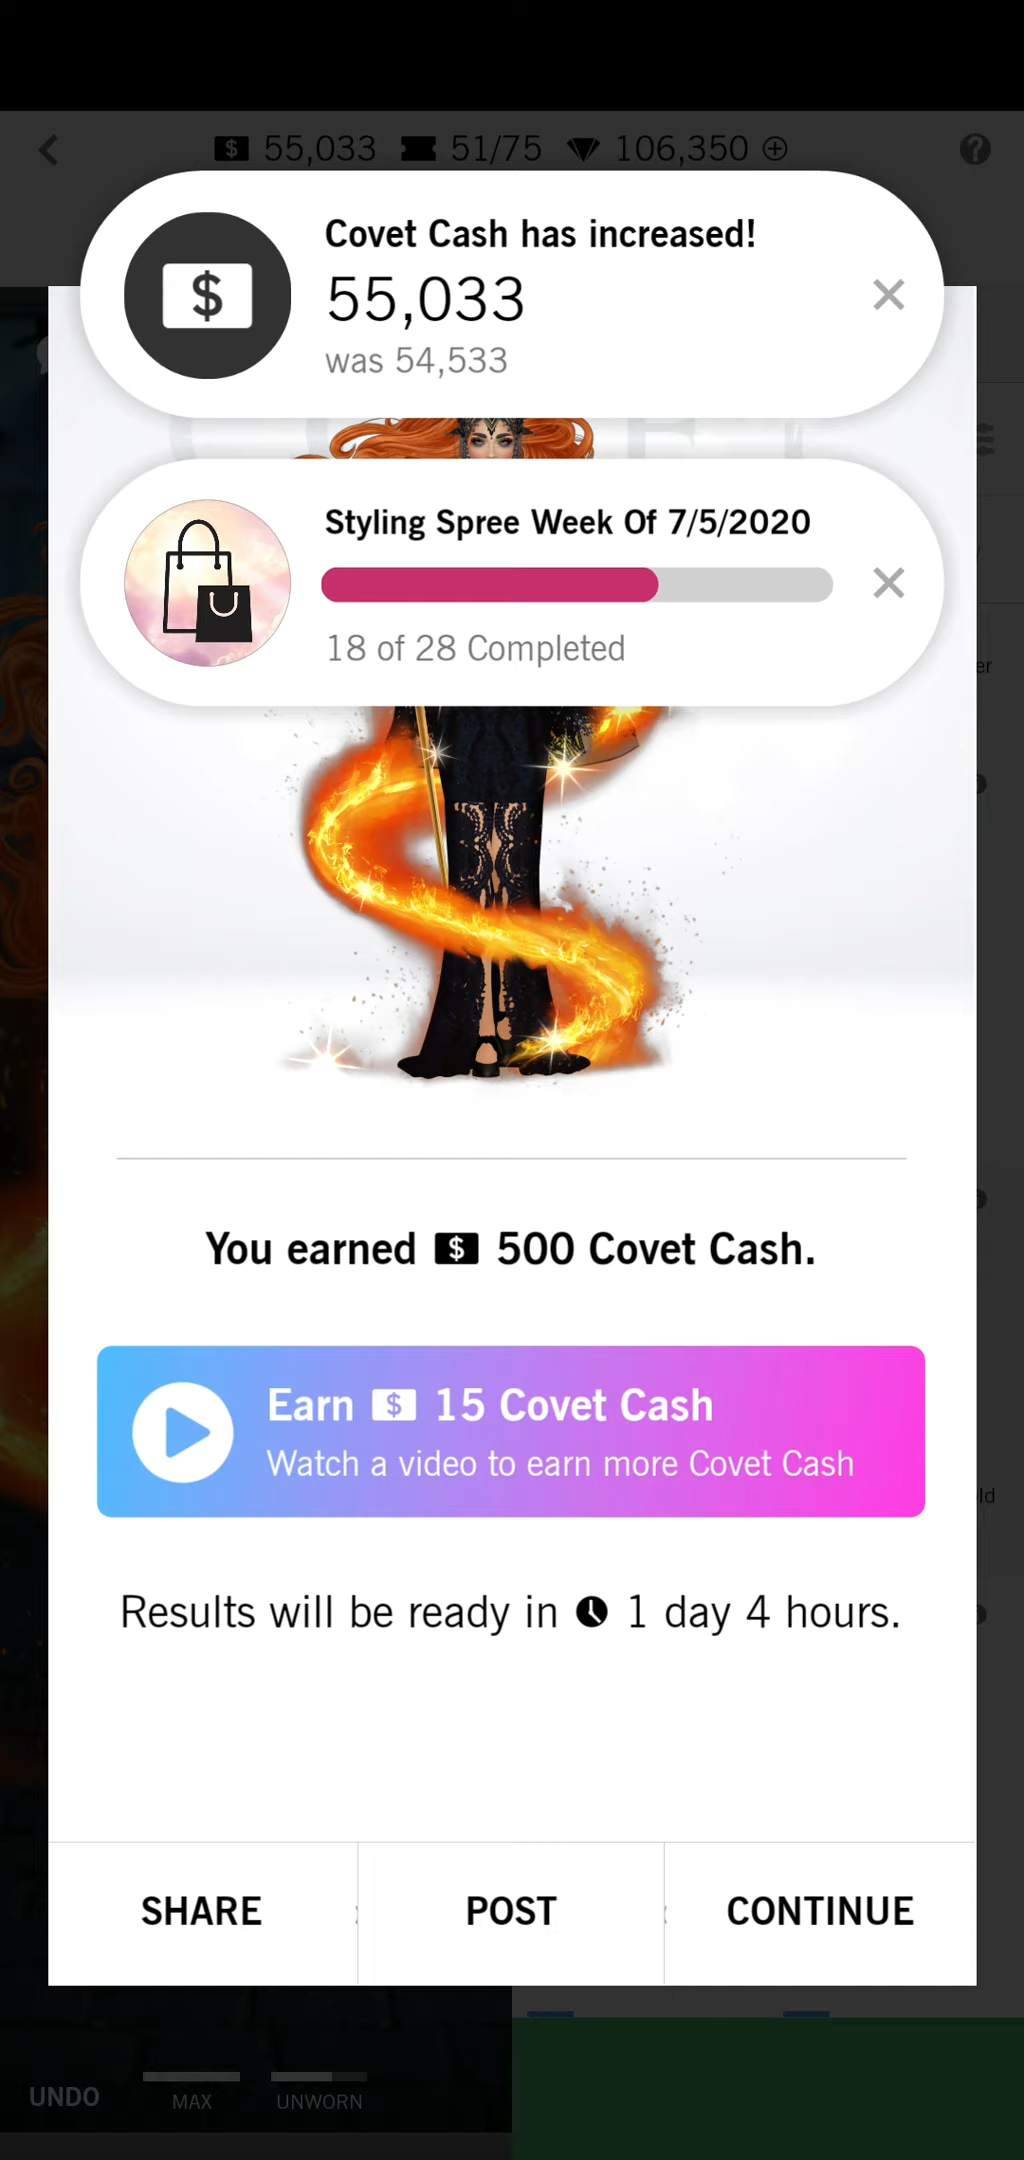 55,033 51/75 106,350
Covet Cash has increased!
55,033
was 54,533
Styling Spree Week Of 7/5/2020
18 of 28 Completed
You earned $ 500 Covet Cash.
Earn $ 15 Covet Cash
Watch a video to earn more Covet Cash
Results will be ready in 1 day 4 hours.
SHARE POST CONTINUE
UNDO MAX UNWORN